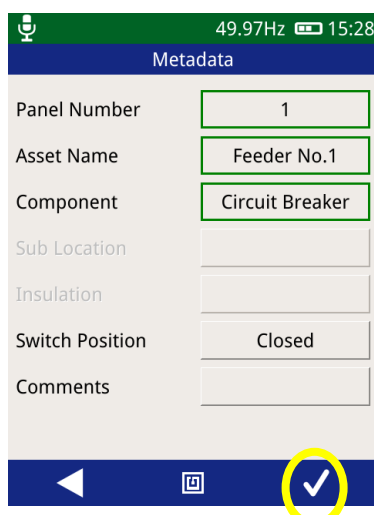 49.97Hz 15:28
Metadata
Panel Number 1
Asset Name Feeder No.1
Component Circuit Breaker
Sub Location
Insulation
Switch Position Closed
Comments